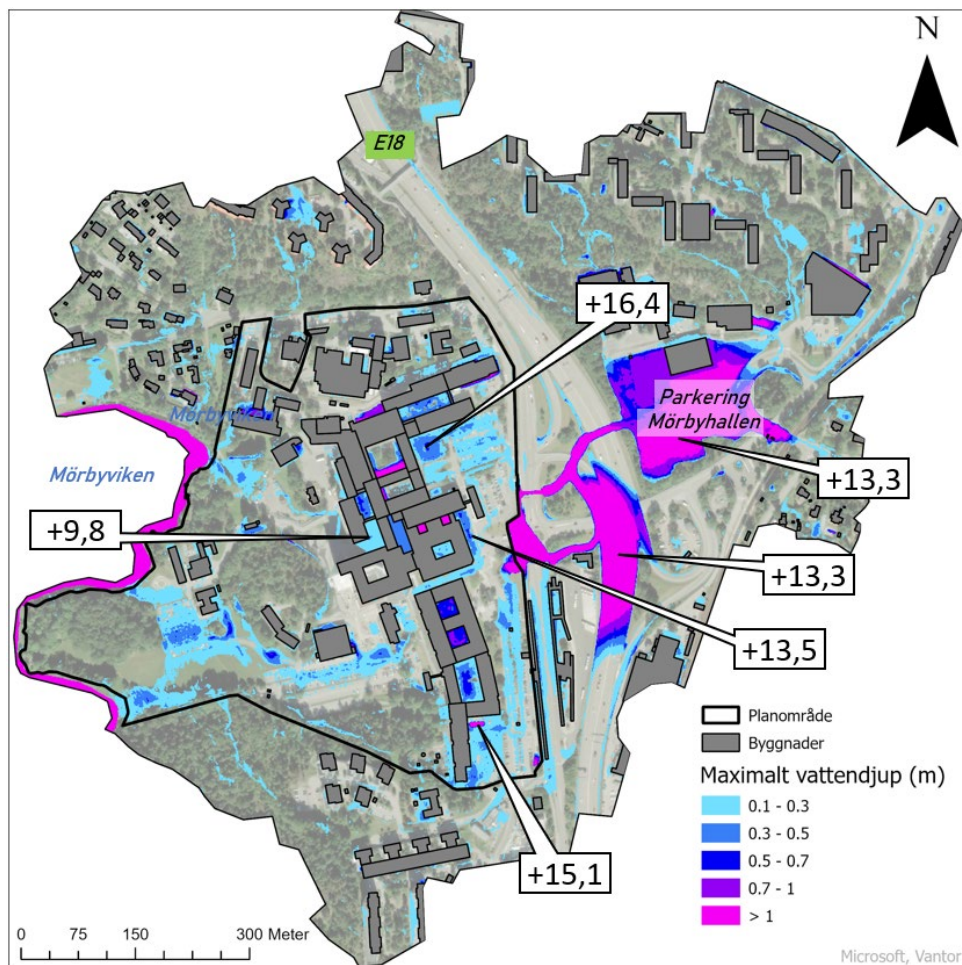 N
E18
+16,4
Mörbyviken
Parkering
Mörbyhallen
Mörbyviken
+13,3
+9,8
+13,3
+13,5
Planområde
Byggnader
Maximalt vattendjup (m)
0.1 - 0.3
0.3 - 0.5
0.5 - 0.7
0.7 - 1
> 1
+15,1
0 75 150 300 Meter
Microsoft, Vantor